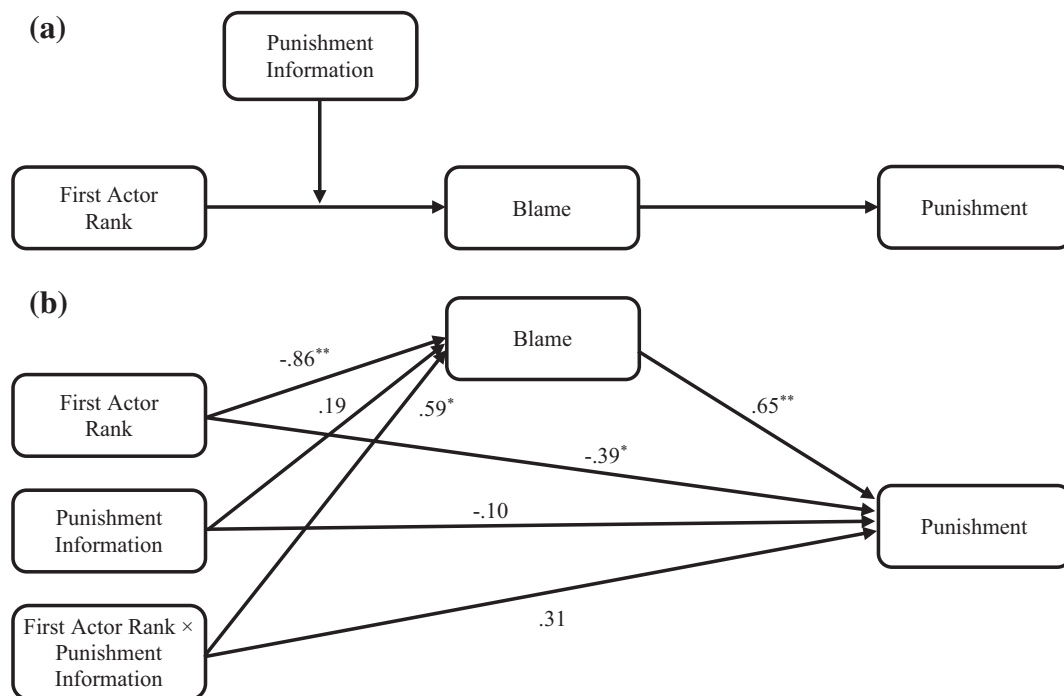 (a)
Punishment
Information
First Actor
Rank
Blame
Punishment
(b)
Blame
-.86**
.19
.59*
.65**
First Actor
Rank
-.39*
Punishment
Information
-.10
Punishment
First Actor Rank ×
Punishment
Information
.31